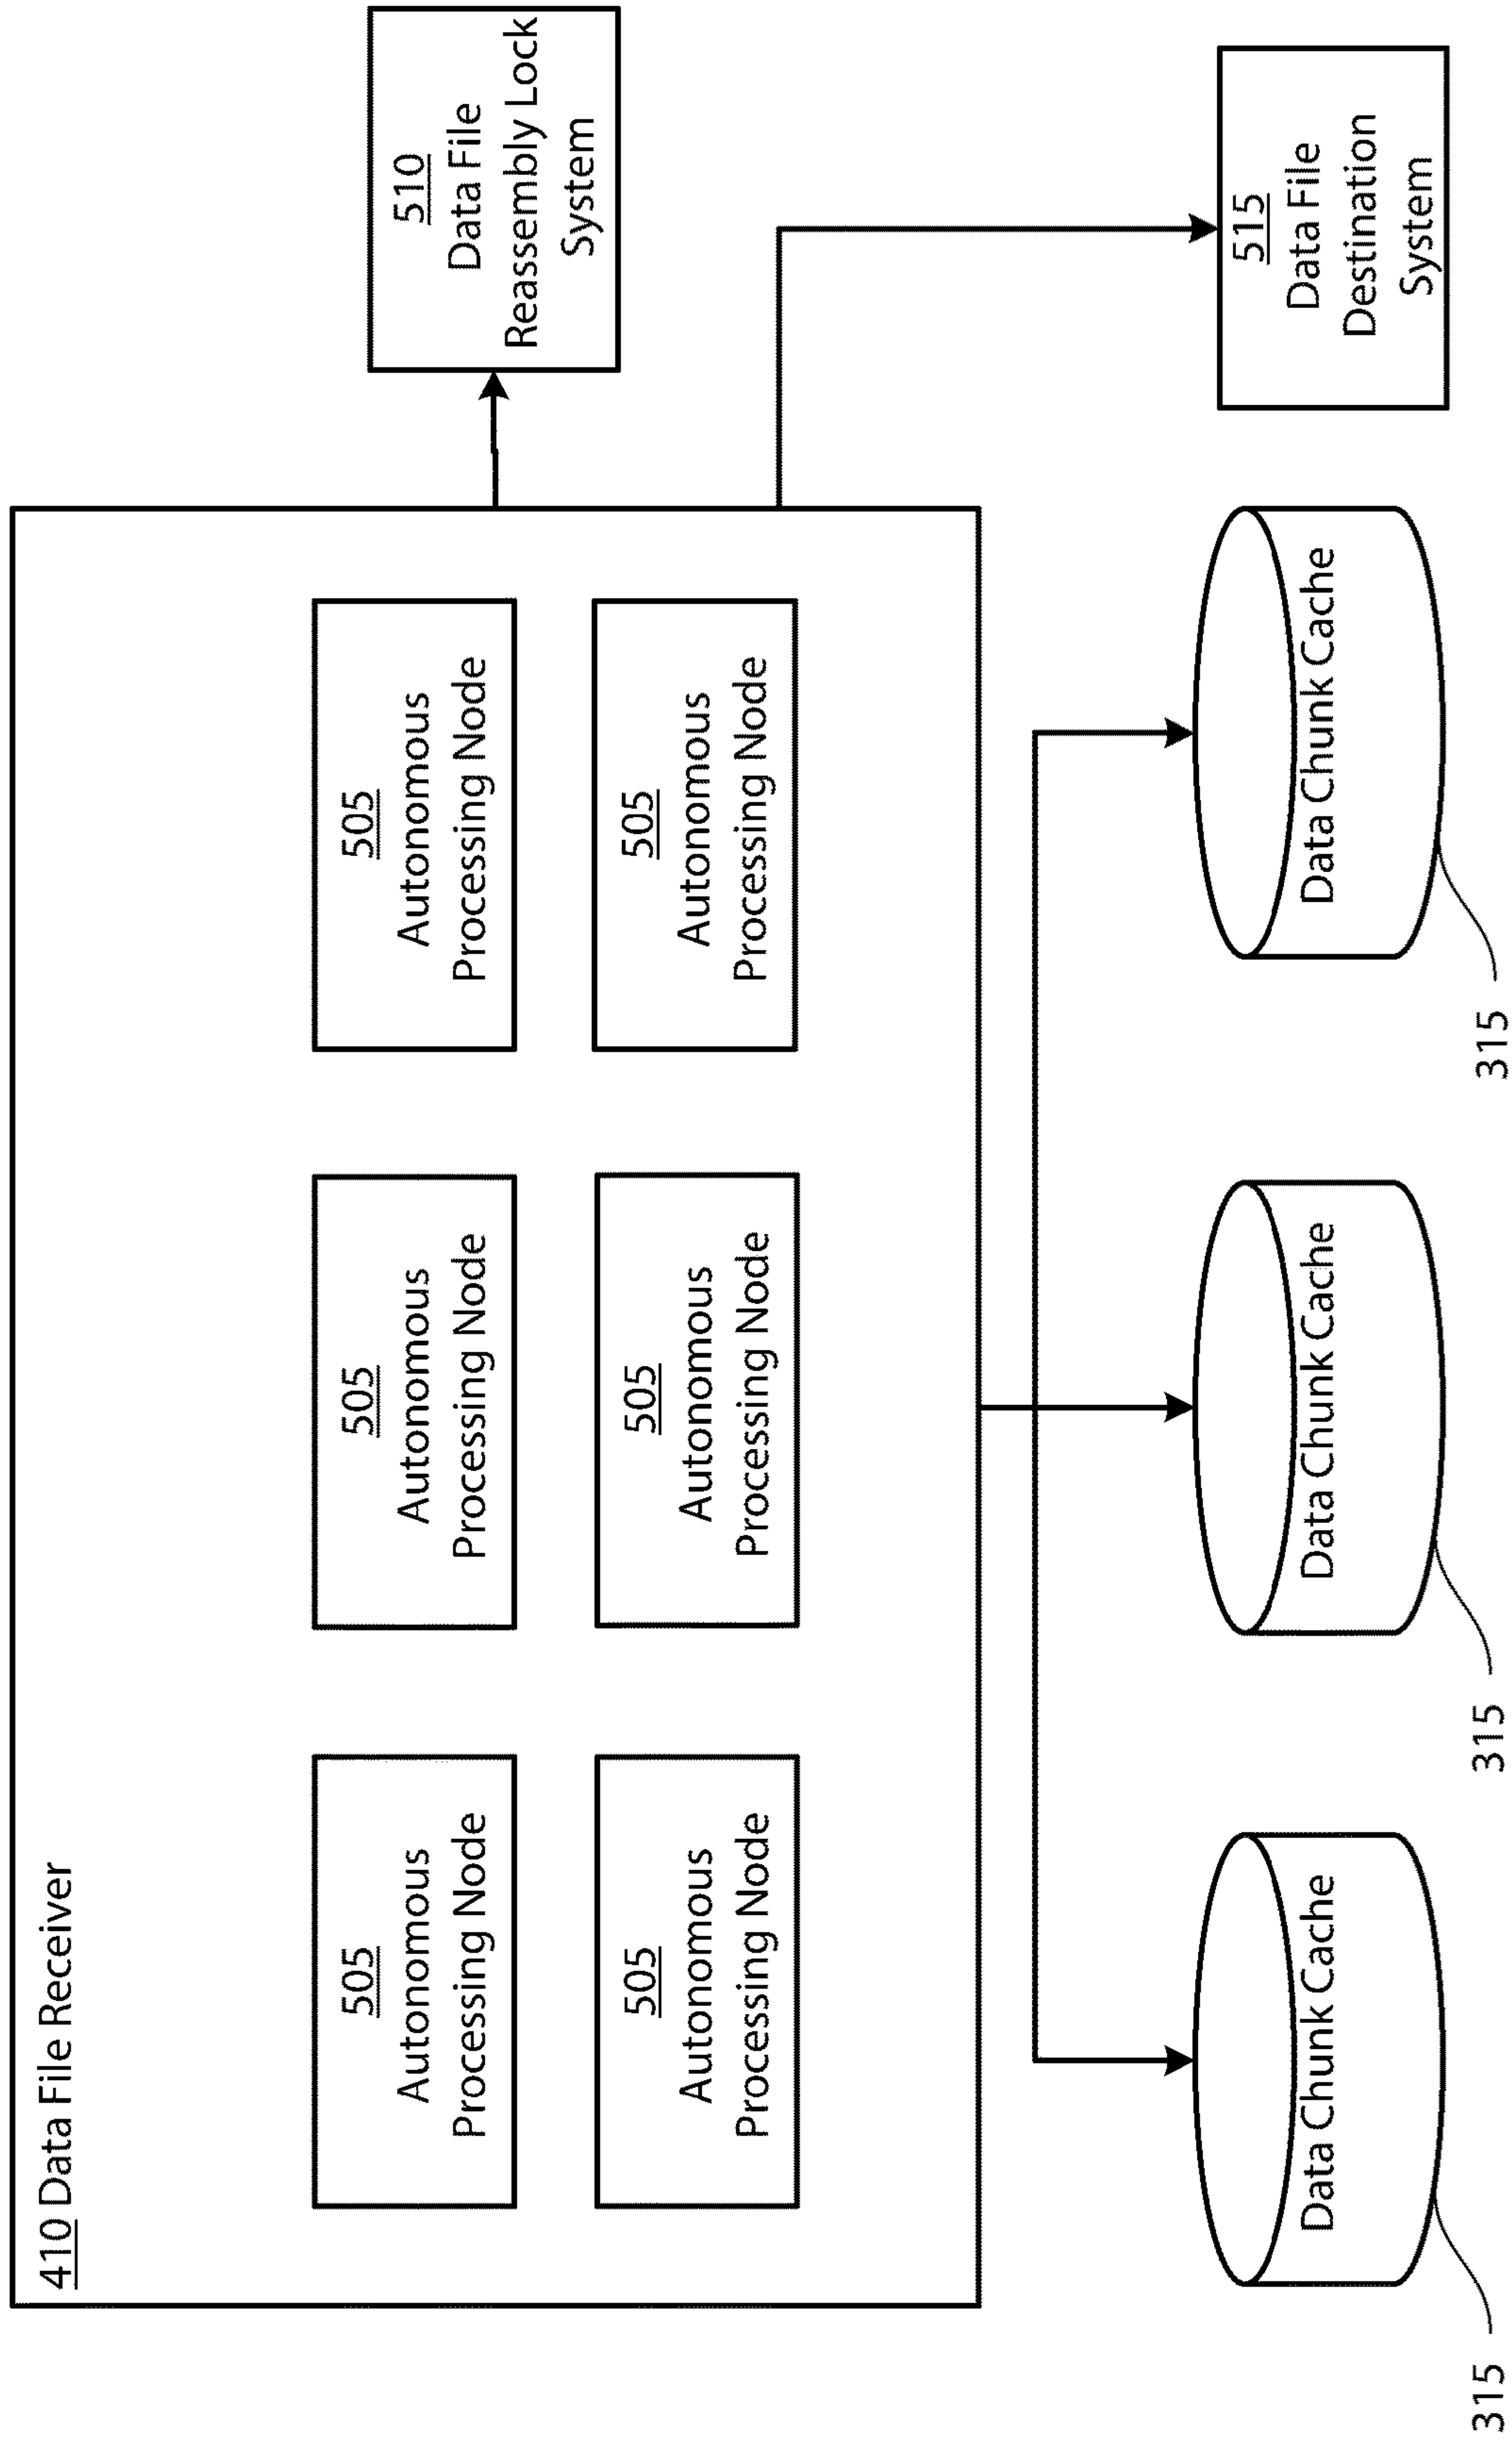 410 Data File Receiver
505
Autonomous
Processing Node
505
Autonomous
Processing Node
505
Autonomous
Processing Node
505
Autonomous
Processing Node
505
Autonomous
Processing Node
505
Autonomous
Processing Node
510
Data File
Reassembly Lock
System
515
Data File
Destination
System
Data Chunk Cache
315
Data Chunk Cache
315
Data Chunk Cache
315